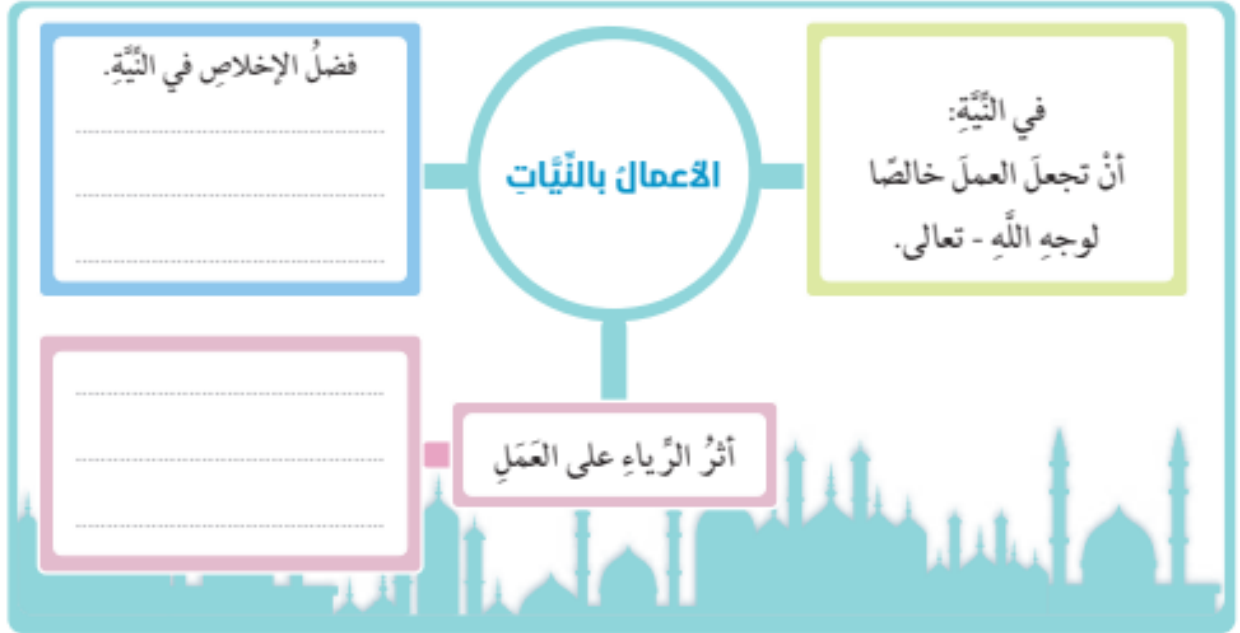 الأعمالُ بالنِّيَّاتِ
في النِّيَّةِ:
أنْ تجعلَ العملَ خالصًا
لوجهِ اللَّهِ - تعالى.
فضلُ الإخلاصِ في النِّيَّةِ.
أثرُ الرِّياءِ على العَمَلِ